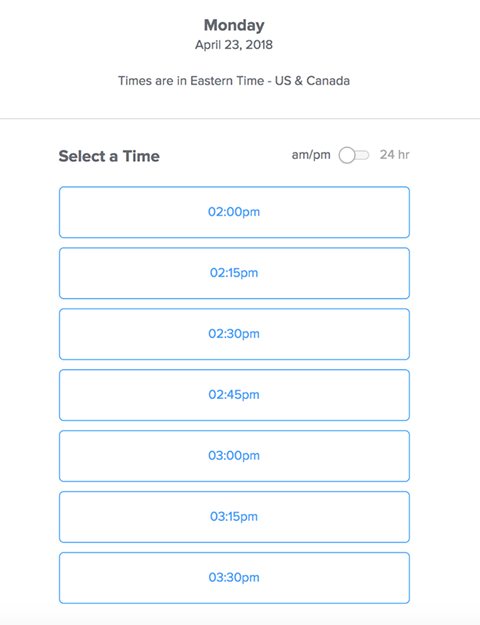 Monday
April 23, 2018
Times are in Eastern Time - US & Canada
Select a Time
am/pm 24 hr
02:00pm
02:15pm
02:30pm
02:45pm
03:00pm
03:15pm
03:30pm